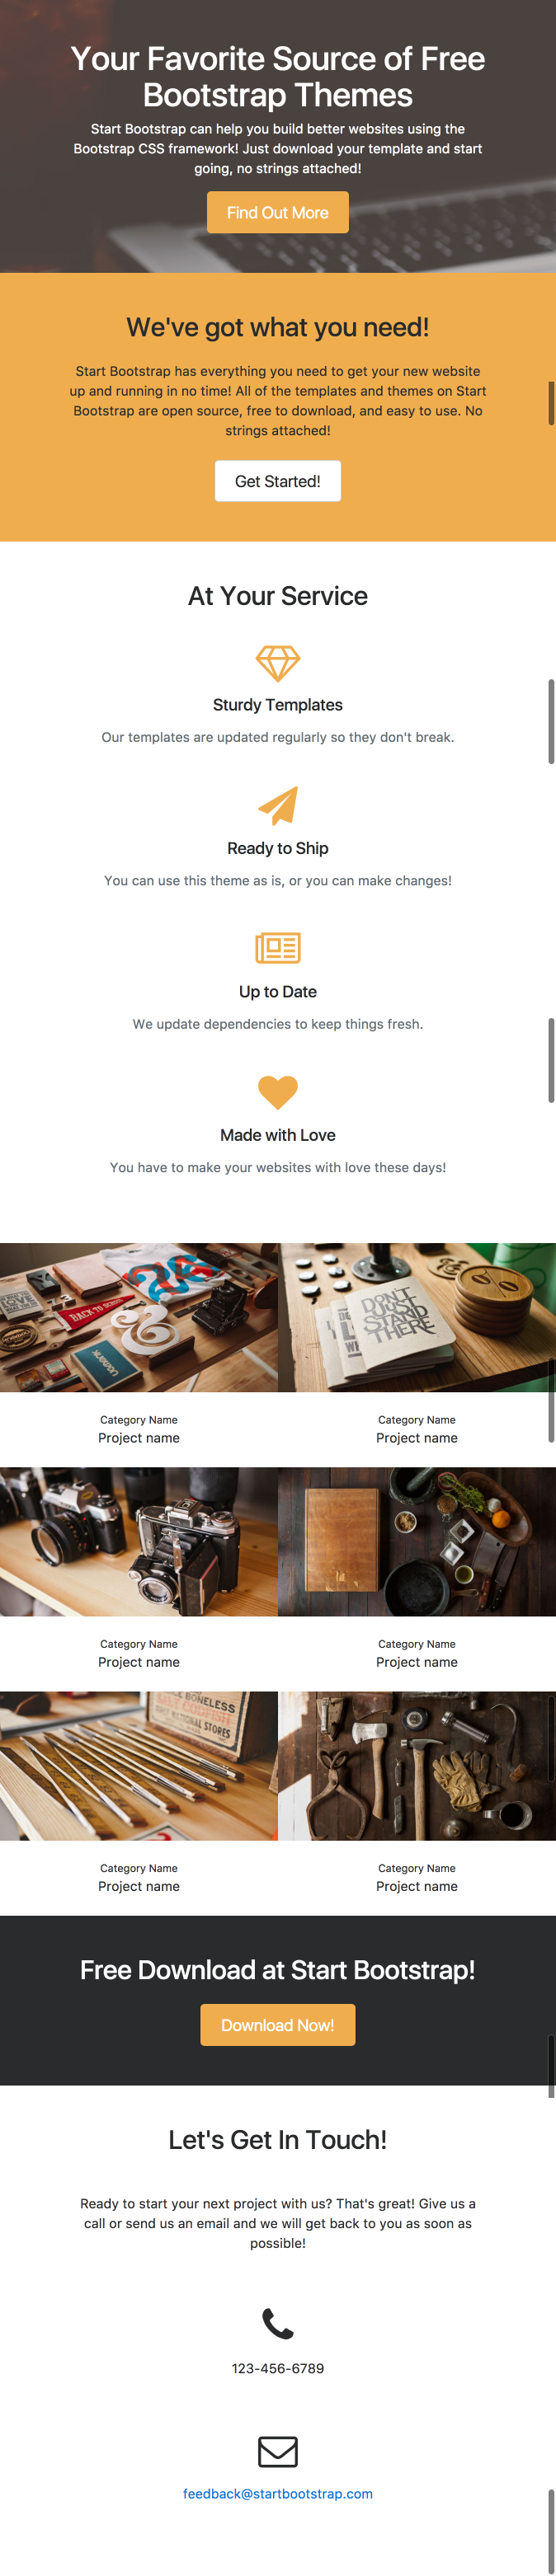 Your Favorite Source of Free
Bootstrap Themes
Start Bootstrap can help you build better websites using the
Bootstrap CSS framework! Just download your template and start
going, no strings attached!
Find Out More
We've got what you need!
Start Bootstrap has everything you need to get your new website
up and running in no time! All of the templates and themes on Start
Bootstrap are open source, free to download, and easy to use. No
strings attached!
Get Started!
At Your Service
Sturdy Templates
Our templates are updated regularly so they don't break.
Ready to Ship
You can use this theme as is, or you can make changes!
Up to Date
We update dependencies to keep things fresh.
Made with Love
You have to make your websites with love these days!
BACK TO
DON'T
JUST
STAND
THERE
Category Name
Project name
Category Name
Project name
Category Name
Project name
Category Name
Project name
BONELESS
STORES
Category Name
Project name
Category Name
Project name
Free Download at Start Bootstrap!
Download Now!
Let's Get In Touch!
Ready to start your next project with us? That's great! Give us a
call or send us an email and we will get back to you as soon as
possible!
123-456-6789
feedback@startbootstrap.com